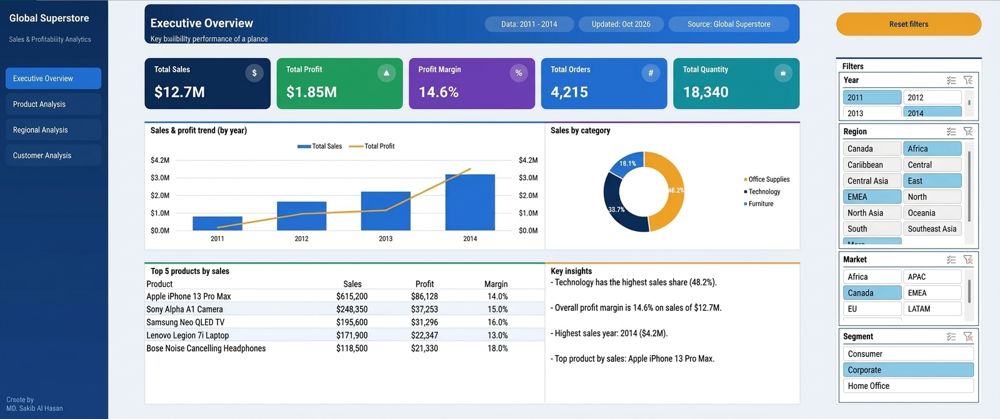 Global Superstore
Sales & Profitability Analytics
Executive Overview
Product Analysis
Regional Analysis
Customer Analysis
Create by
MD. Sakib Al Hasan
Executive Overview
Key bulibility performance of a plance
Data: 2011 - 2014
Updated: Oct 2026
Source: Global Superstore
Total Sales $
$12.7M
Total Profit ▲
$1.85M
Profit Margin %
14.6%
Total Orders #
4,215
Total Quantity
18,340
Sales & profit trend (by year)
Total Sales Total Profit
$4.2M $4.2M
$3.0M $3.0M
$2.0M $2.0M
$1.0M $1.0M
$0.0M $0.0M
2011 2012 2013 2014
Sales by category
18.1%
46.2%
33.7%
Office Supplies
Technology
Furniture
Top 5 products by sales
Product Sales Profit Margin
Apple iPhone 13 Pro Max $615,200 $86,128 14.0%
Sony Alpha A1 Camera $248,350 $37,253 15.0%
Samsung Neo QLED TV $195,600 $31,296 16.0%
Lenovo Legion 7i Laptop $171,900 $22,347 13.0%
Bose Noise Cancelling Headphones $118,500 $21,330 18.0%
Key insights
- Technology has the highest sales share (48.2%).
- Overall profit margin is 14.6% on sales of $12.7M.
- Highest sales year: 2014 ($4.2M).
- Top product by sales: Apple iPhone 13 Pro Max.
Reset filters
Filters
Year
2011 2012
2013 2014
Region
Canada Africa
Caribbean Central
Central Asia East
EMEA North
North Asia Oceania
South Southeast Asia
Market
Africa APAC
Canada EMEA
EU LATAM
Segment
Consumer
Corporate
Home Office